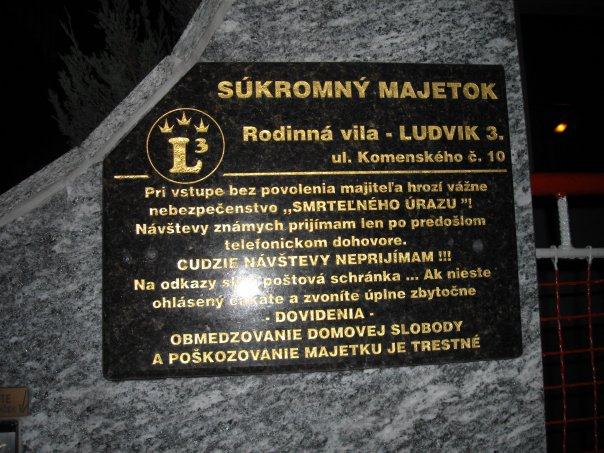 SÚKROMNÝ MAJETOK
L3
Rodinná vila - LUDVIK 3.
ul. Komenského č. 10
Pri vstupe bez povolenia majiteľa hrozí vážne
nebezpečenstvo ,,SMRTEĽNÉHO ÚRAZU "!
Návštevy známych prijímam len po predošlom
telefonickom dohovore.
CUDZIE NÁVŠTEVY NEPRIJÍMAM !!!
Na odkazy slúži poštová schránka ... Ak nieste
ohlásený čakáte a zvoníte úplne zbytočne
- DOVIDENIA -
OBMEDZOVANIE DOMOVEJ SLOBODY
A POŠKOZOVANIE MAJETKU JE TRESTNÉ